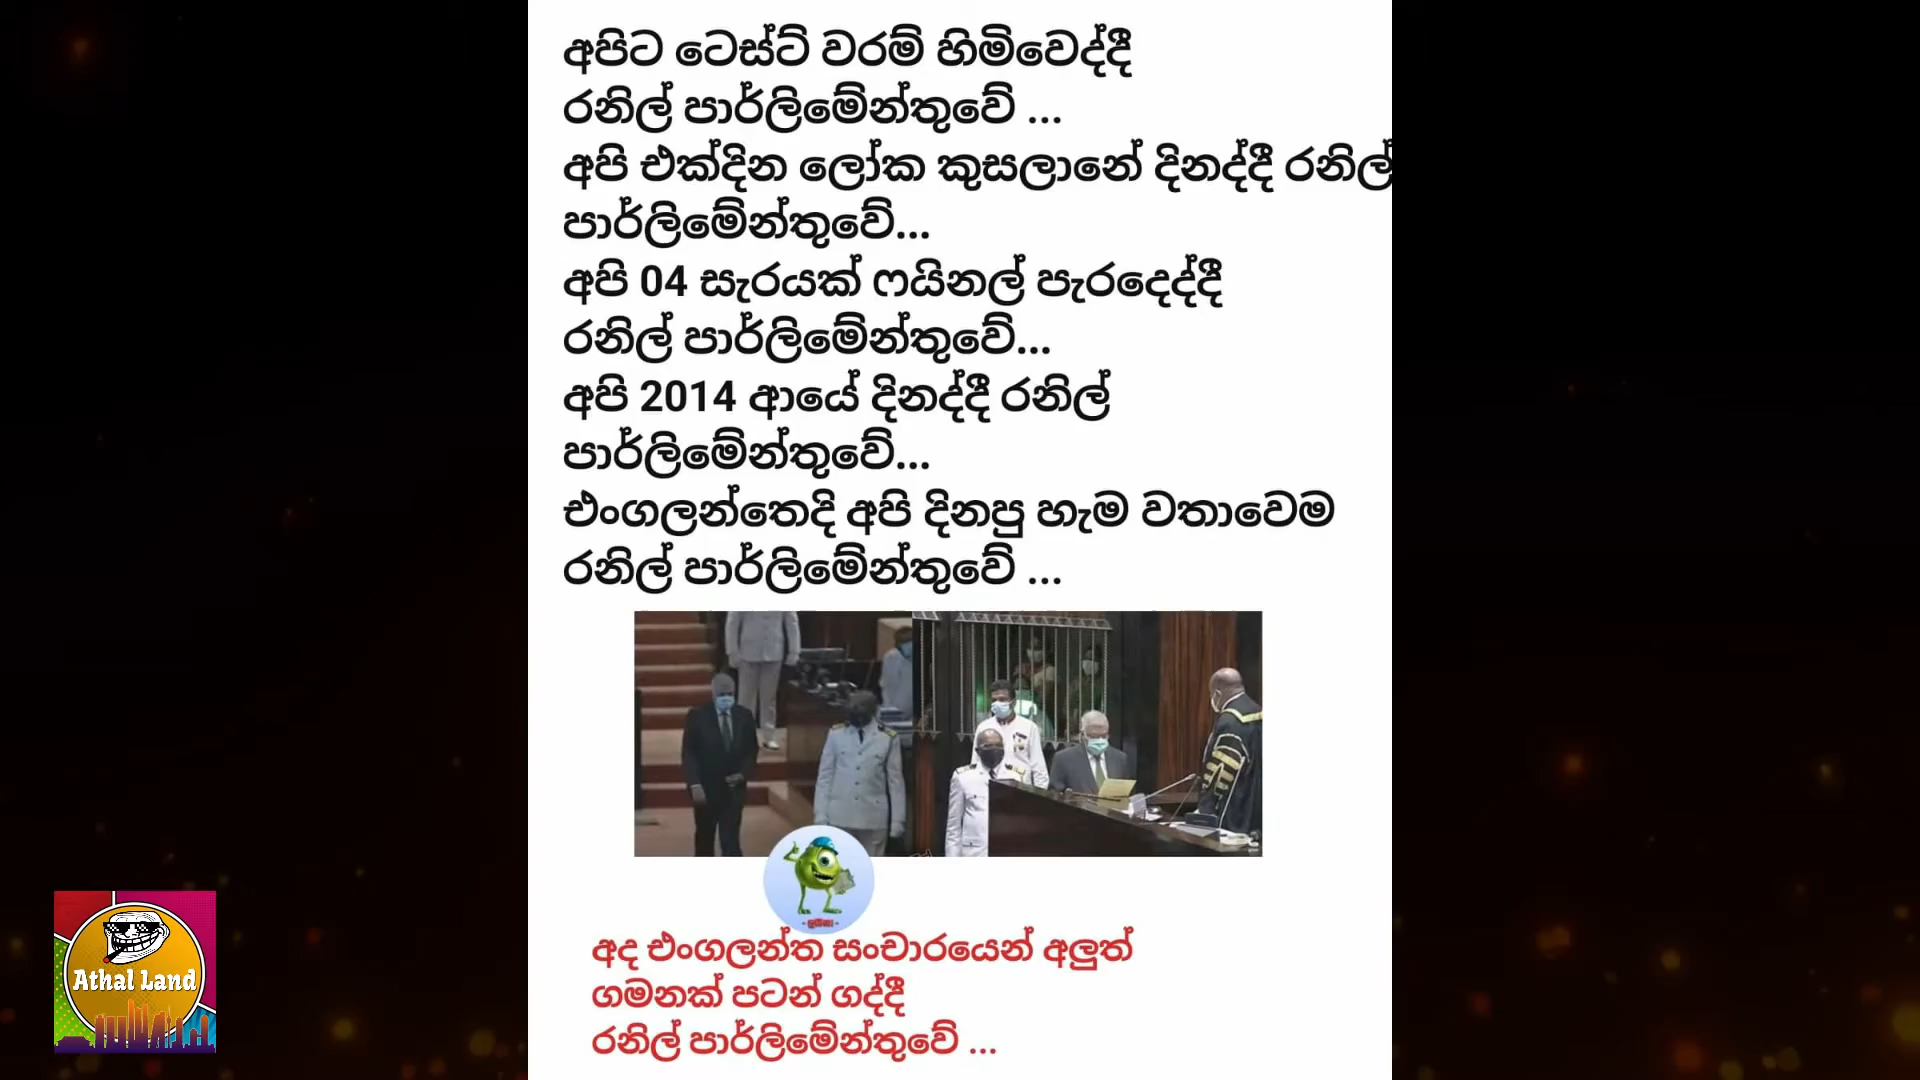 අපිට ටෙස්ට් වරම් හිමිවෙද්දී
රනිල් පාර්ලිමේන්තුවේ ...
අපි එක්දින ලෝක කුසලානේ දිනද්දී රනිල්
පාර්ලිමේන්තුවේ...
අපි 04 සැරයක් ෆයිනල් පැරදෙද්දී
රනිල් පාර්ලිමේන්තුවේ...
අපි 2014 ආයේ දිනද්දී රනිල්
පාර්ලිමේන්තුවේ...
එංගලන්තෙදි අපි දිනපු හැම වතාවෙම
රනිල් පාර්ලිමේන්තුවේ ...
අද එංගලන්ත සංචාරයෙන් අලුත්
ගමනක් පටන් ගද්දී
රනිල් පාර්ලිමේන්තුවේ ...
Athal Land